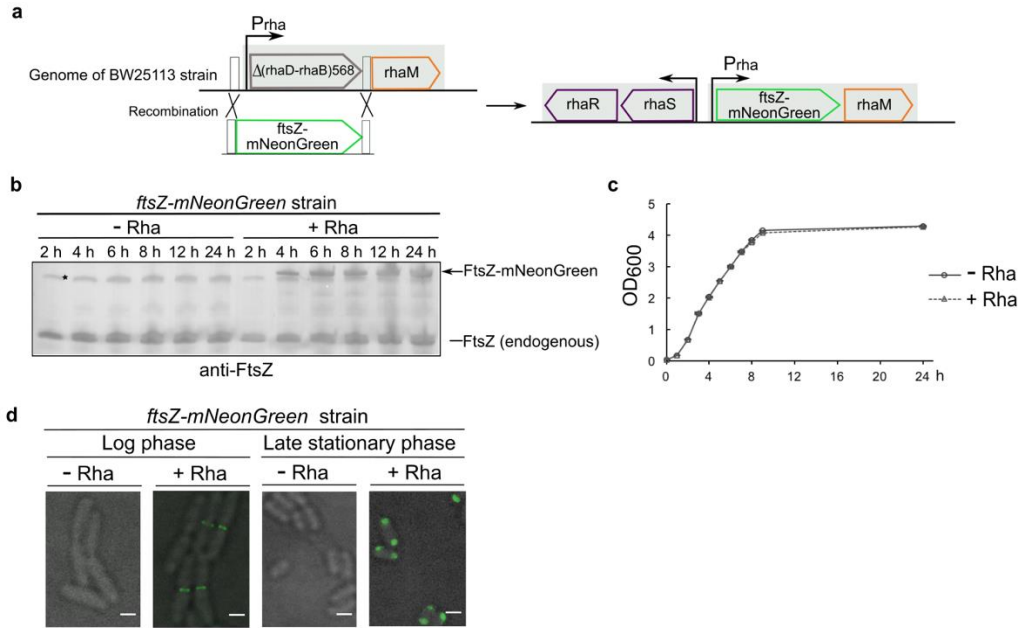 a
Prha
Genome of BW25113 strain
Δ(rhaD-rhaB)568
rhaM
Recombination
ftsZ-
mNeonGreen
Prha
rhaR
rhaS
ftsZ-
mNeonGreen
rhaM
b
ftsZ-mNeonGreen strain
- Rha
+ Rha
2 h 4 h 6 h 8 h 12 h 24 h 2 h 4 h 6 h 8 h 12 h 24 h
*
FtsZ-mNeonGreen
FtsZ (endogenous)
anti-FtsZ
c
5
4
3
2
1
0
OD600
0 4 8 12 16 20 24 h
- Rha
+ Rha
d
ftsZ-mNeonGreen strain
Log phase
Late stationary phase
- Rha
+ Rha
- Rha
+ Rha